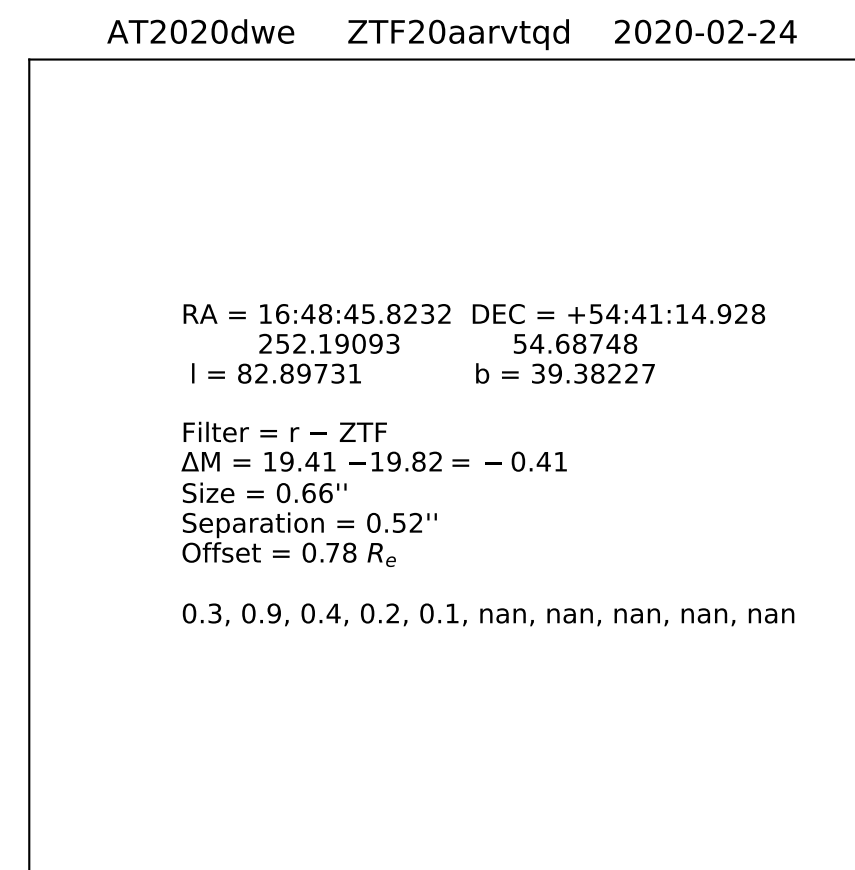 AT2020dwe ZTF20aarvtqd 2020-02-24
RA = 16:48:45.8232 DEC = +54:41:14.928
252.19093 54.68748
l = 82.89731 b = 39.38227
Filter = r − ZTF
ΔM = 19.41 −19.82 = − 0.41
Size = 0.66''
Separation = 0.52''
Offset = 0.78 Rₑ
0.3, 0.9, 0.4, 0.2, 0.1, nan, nan, nan, nan, nan